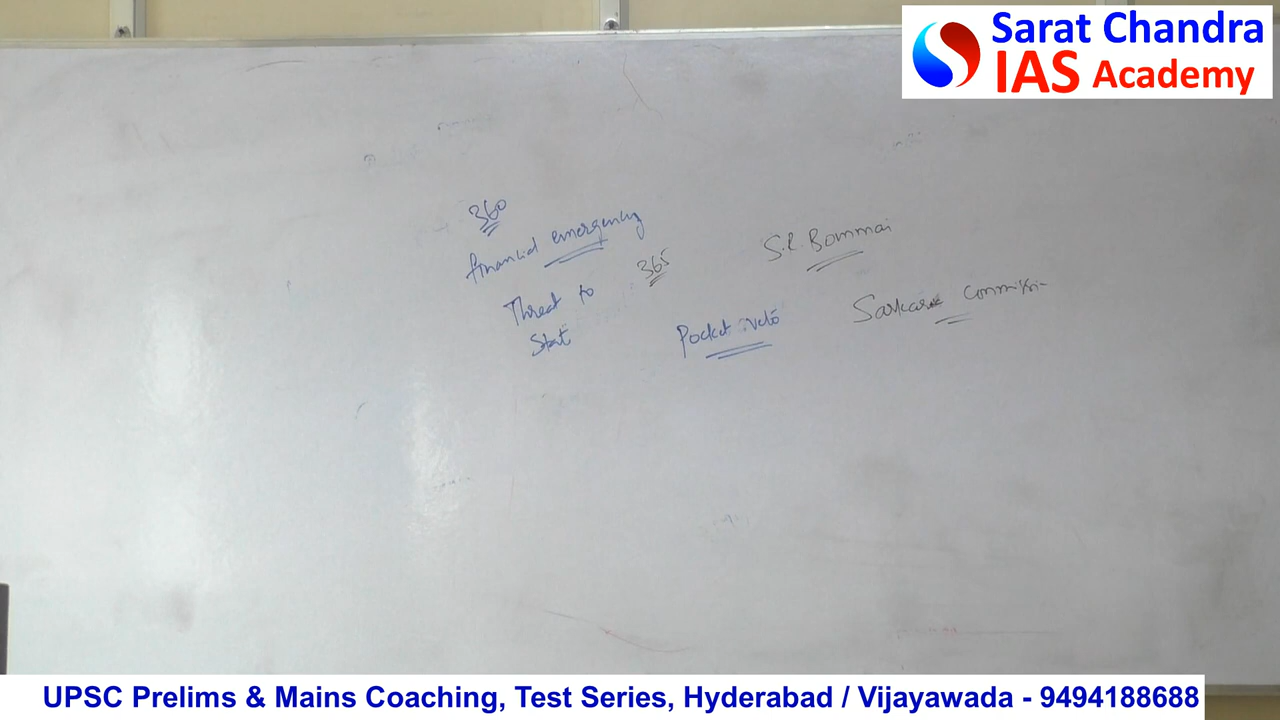 Sarat Chandra
IAS Academy
360
financial emergency
Threat to
Stat
365
Pocket veto
S.R. Bommai
Sarkaria commission
UPSC Prelims & Mains Coaching, Test Series, Hyderabad / Vijayawada - 9494188688